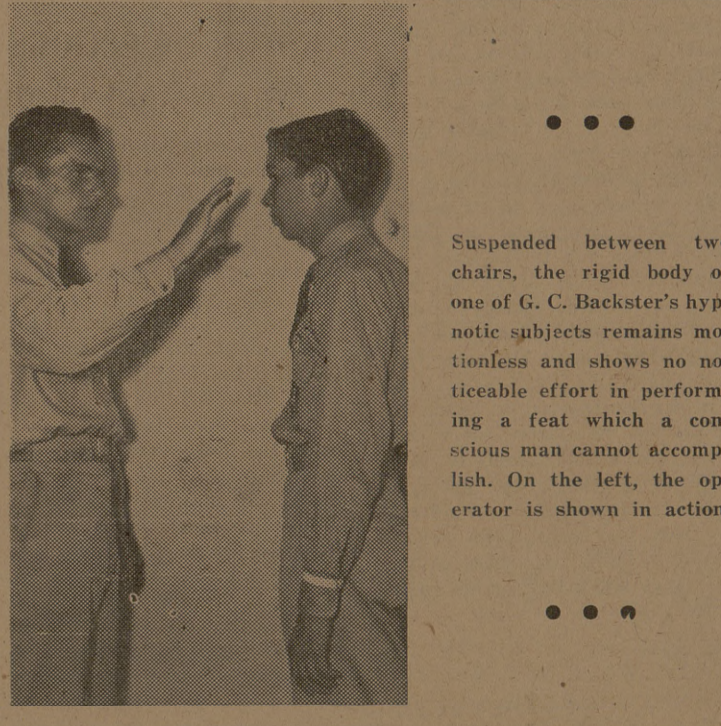 Suspended between tw
chairs, the rigid body o
one of G. C. Backster's hyp
notic subjects remains mo
tionless and shows no no
ticeable effort in perform
ing a feat which a con
scious man cannot accomp
lish. On the left, the op
erator is shown in action